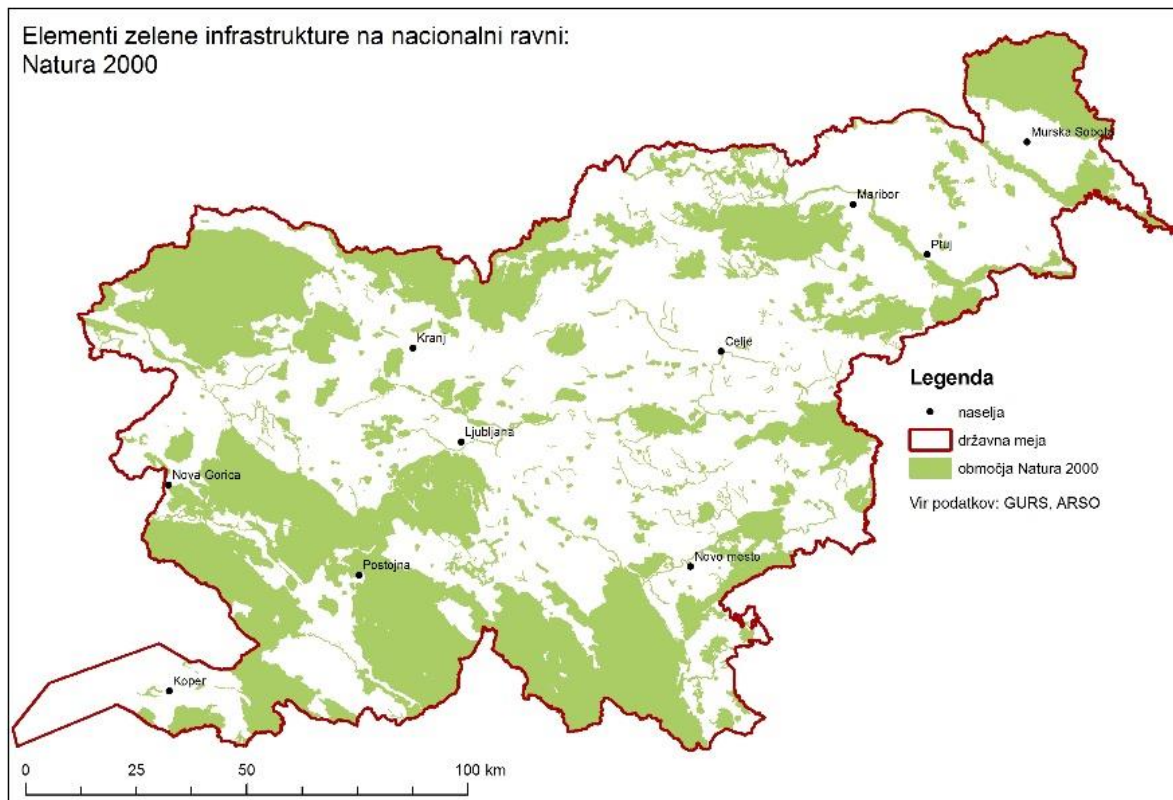 Elementi zelene infrastrukture na nacionalni ravni:
Natura 2000
Murska Sobota
Maribor
Ptuj
Kranj
Celje
Legenda
naselja
Ljubljana
državna meja
območja Natura 2000
Nova Gorica
Vir podatkov: GURS, ARSO
Novo mesto
Postojna
Koper
0 25 50 100 km